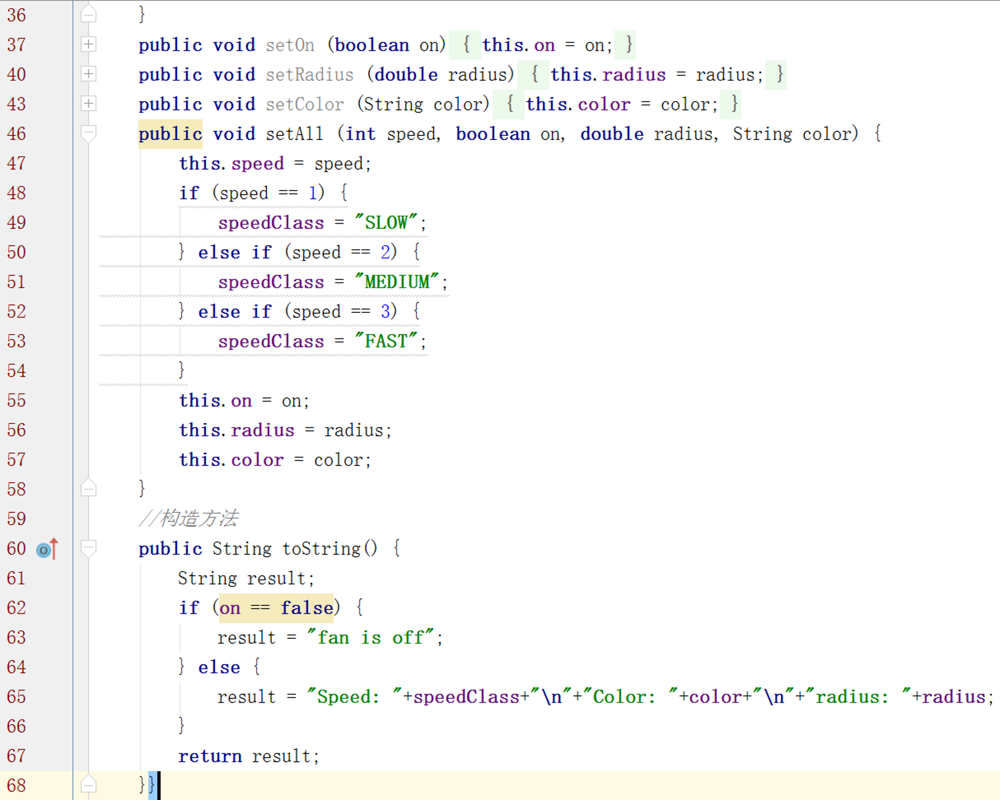 36 }
37 public void setOn (boolean on) { this.on = on; }
40 public void setRadius (double radius) { this.radius = radius; }
43 public void setColor (String color) { this.color = color; }
46 public void setAll (int speed, boolean on, double radius, String color) {
47 this.speed = speed;
48 if (speed == 1) {
49 speedClass = "SLOW";
50 } else if (speed == 2) {
51 speedClass = "MEDIUM";
52 } else if (speed == 3) {
53 speedClass = "FAST";
54 }
55 this.on = on;
56 this.radius = radius;
57 this.color = color;
58 }
59 //构造方法
60 public String toString() {
61 String result;
62 if (on == false) {
63 result = "fan is off";
64 } else {
65 result = "Speed: "+speedClass+"\n"+"Color: "+color+"\n"+"radius: "+radius;
66 }
67 return result;
68 }}